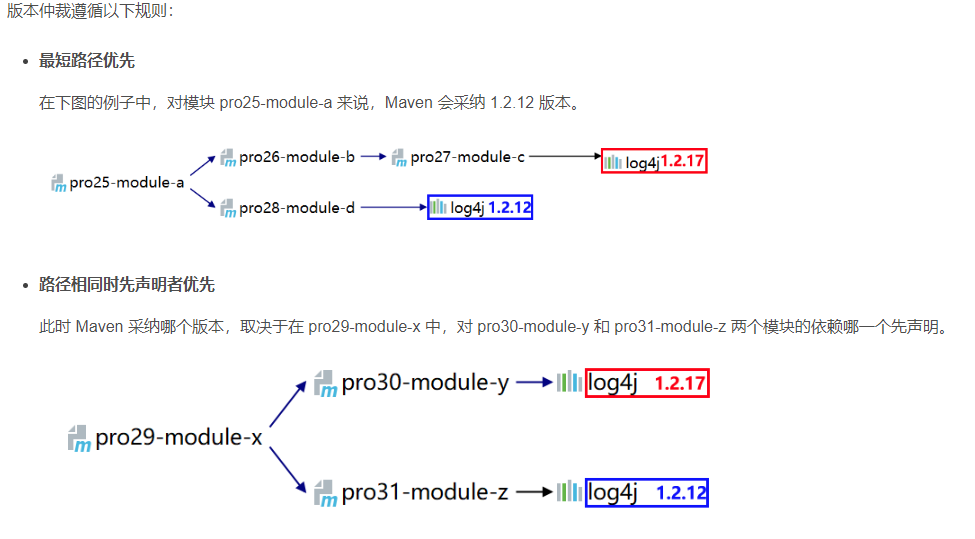 版本仲裁遵循以下规则：
最短路径优先
在下图的例子中，对模块 pro25-module-a 来说，Maven 会采纳 1.2.12 版本。
pro26-module-b pro27-module-c log4j 1.2.17
pro25-module-a
pro28-module-d log4j 1.2.12
路径相同时先声明者优先
此时 Maven 采纳哪个版本，取决于在 pro29-module-x 中，对 pro30-module-y 和 pro31-module-z 两个模块的依赖哪一个先声明。
pro30-module-y log4j 1.2.17
pro29-module-x
pro31-module-z log4j 1.2.12